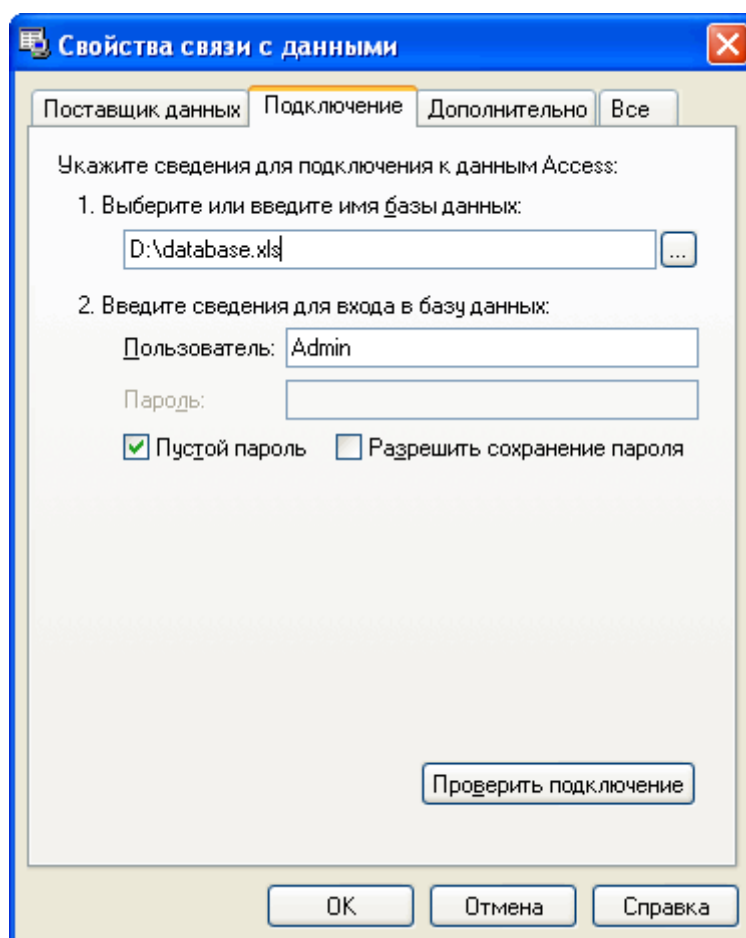 Свойства связи с данными
Поставщик данных Подключение Дополнительно Все
Укажите сведения для подключения к данным Access:
1. Выберите или введите имя базы данных:
D:\database.xls ...
2. Введите сведения для входа в базу данных:
Пользователь: Admin
Пароль:
Пустой пароль Разрешить сохранение пароля
Проверить подключение
OK Отмена Справка